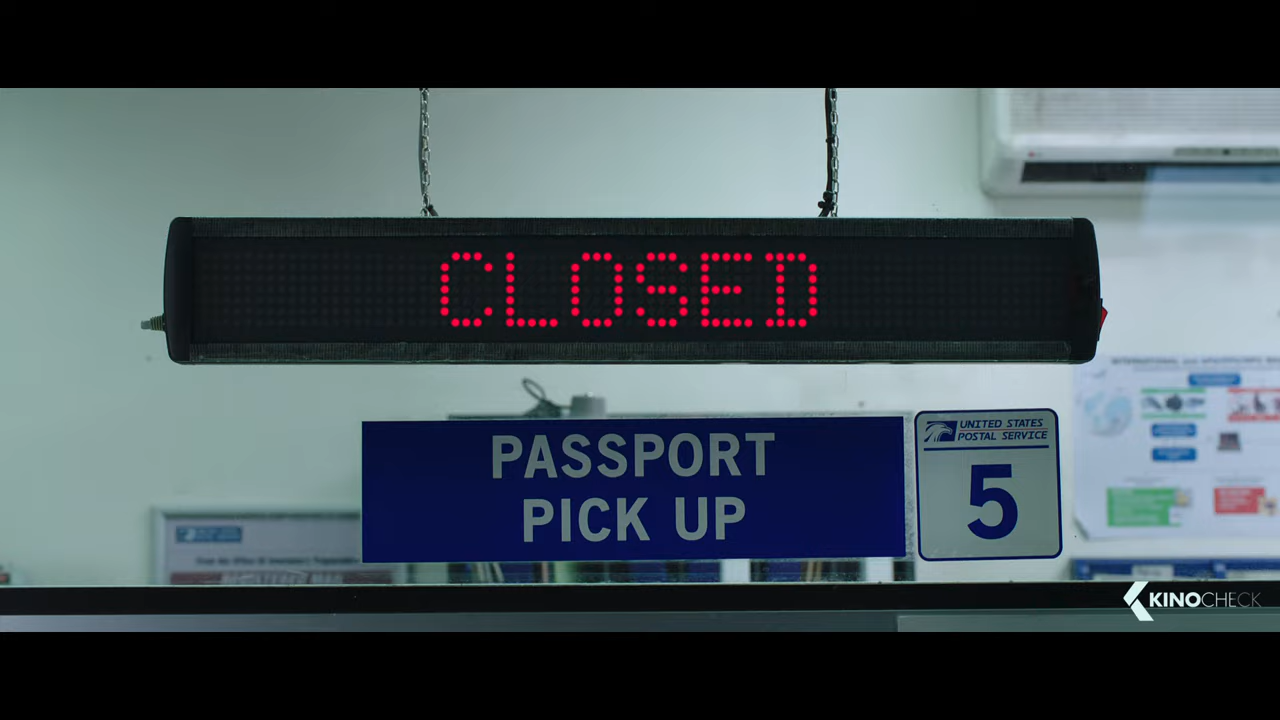 CLOSED
PASSPORT
PICK UP
UNITED STATES
POSTAL SERVICE
5
KINOCHECK